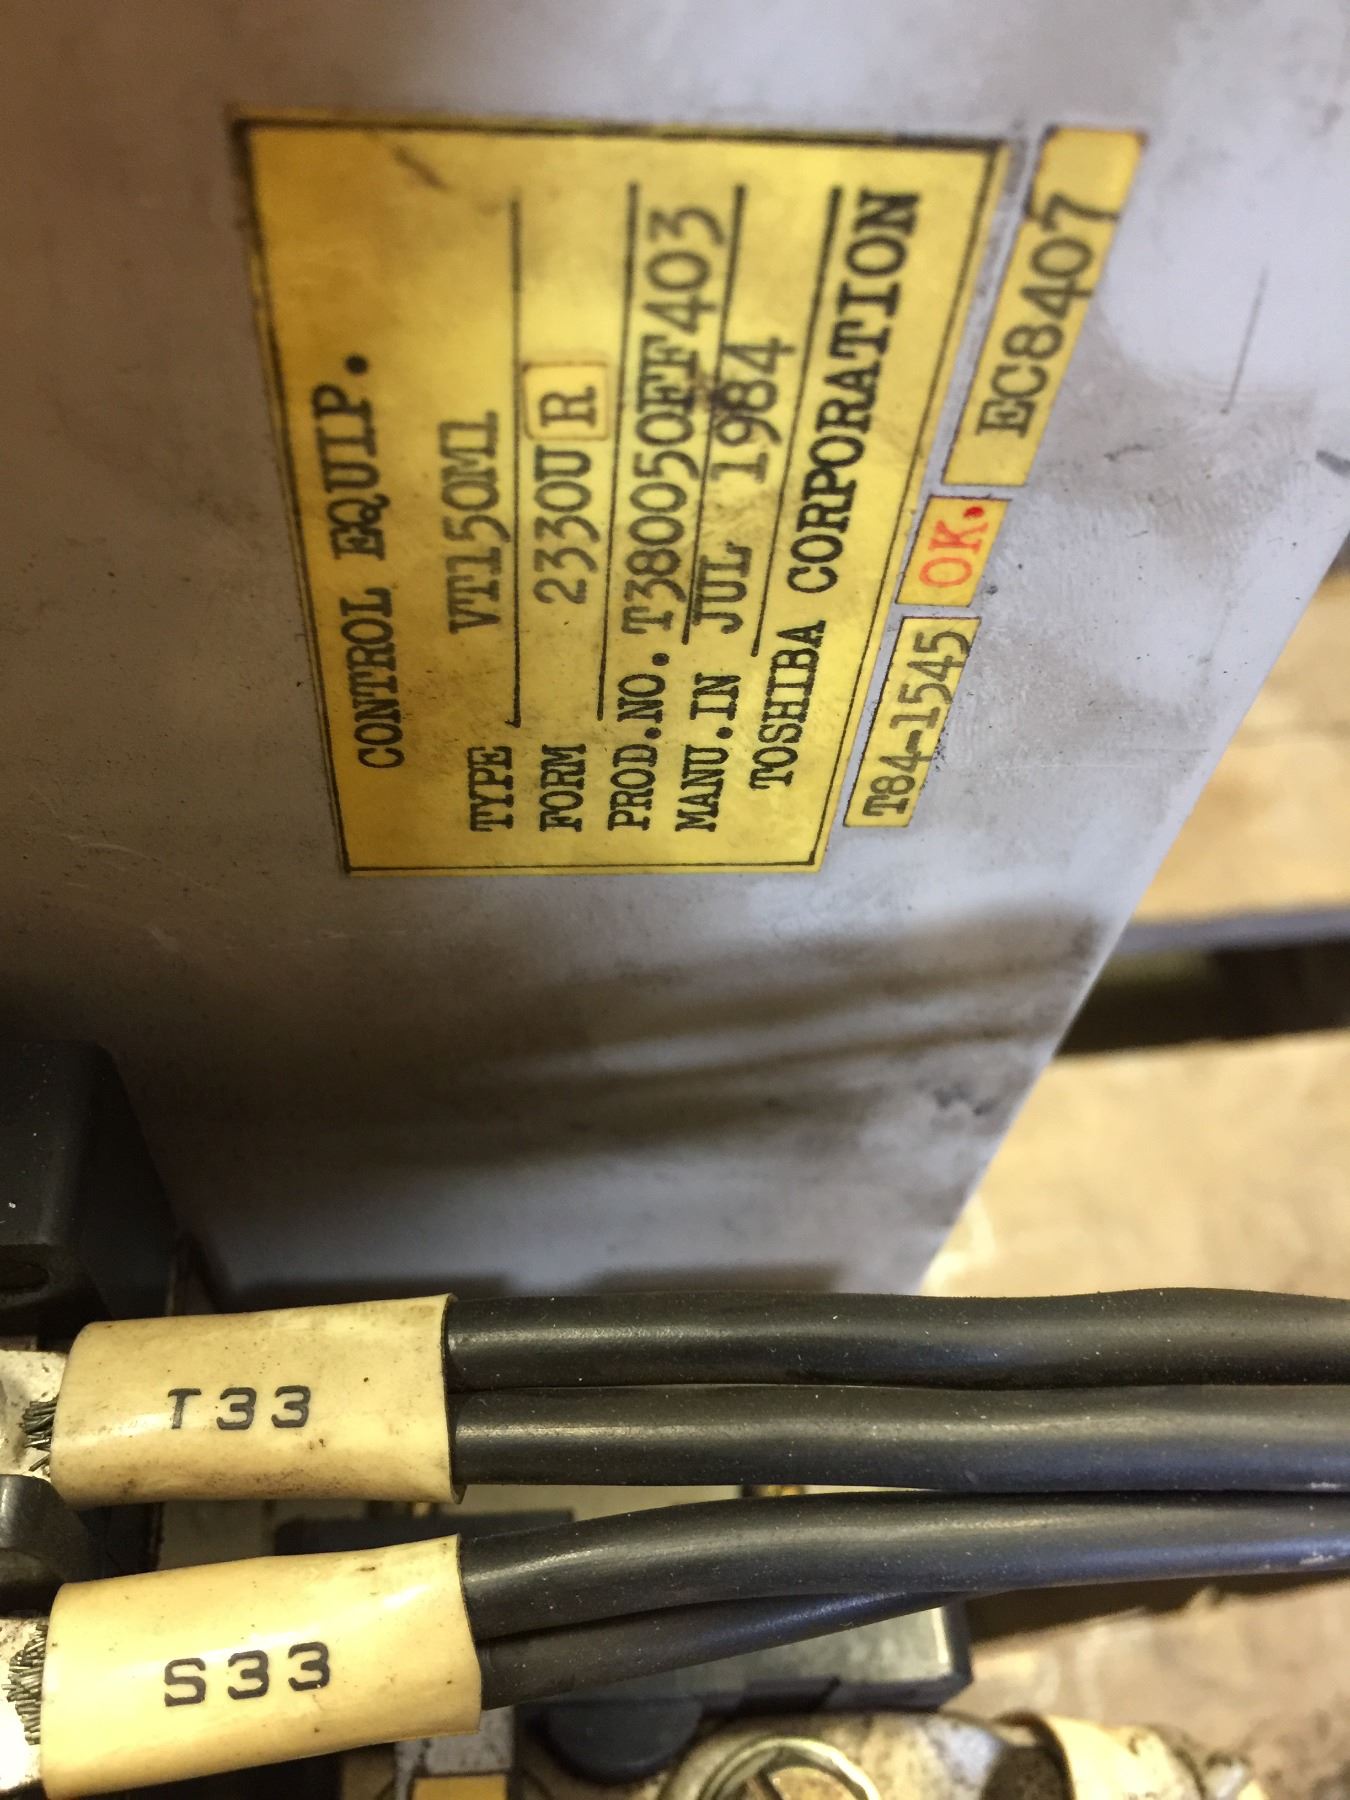 CONTROL EQUIP.
TYPE VT150M1
FORM 2330U R
PROD.NO. T380050FF403
MANU.IN JUL 1984
TOSHIBA CORPORATION
T84-1545 OK. EC8407
T33
S33